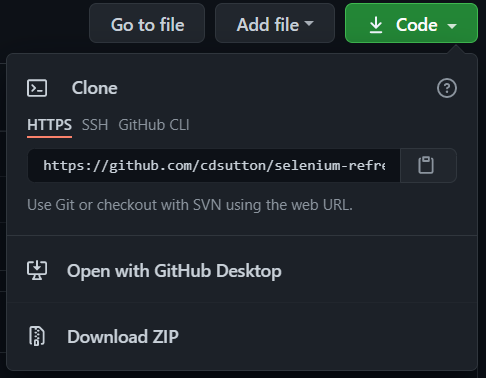 Go to file Add file Code
Clone
HTTPS SSH GitHub CLI
https://github.com/cdsutton/selenium-refre
Use Git or checkout with SVN using the web URL.
Open with GitHub Desktop
Download ZIP